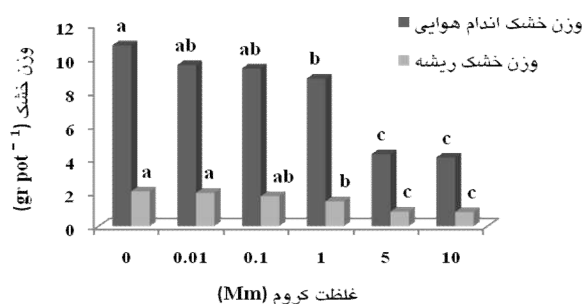 وزن خشک اندام هوایی
وزن خشک ریشه
وزن خشک (gr pot⁻¹)
12
10
8
6
4
2
0
a ab ab b c c
a a ab b c c
0 0.01 0.1 1 5 10
غلظت کروم (Mm)